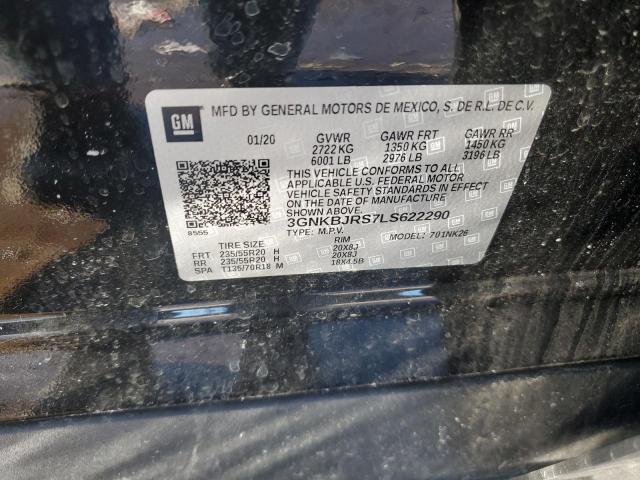 GM
MFD BY GENERAL MOTORS DE MEXICO, S. DE R.L. DE C.V.
01/20 GVWR GAWR FRT GAWR RR
2722 KG 1350 KG 1450 KG
6001 LB 2976 LB 3196 LB
THIS VEHICLE CONFORMS TO ALL
APPLICABLE U.S. FEDERAL MOTOR
VEHICLE SAFETY STANDARDS IN EFFECT
ON THE DATE OF MANUFACTURE
SHOWN ABOVE.
3GNKBJRS7LS622290
8555 TYPE: M.P.V. MODEL: 701NK26
TIRE SIZE RIM
FRT 235/55R20 H 20X8J
RR 235/55R20 H 20X8J
SPA T135/70R18 M 18X4.5B